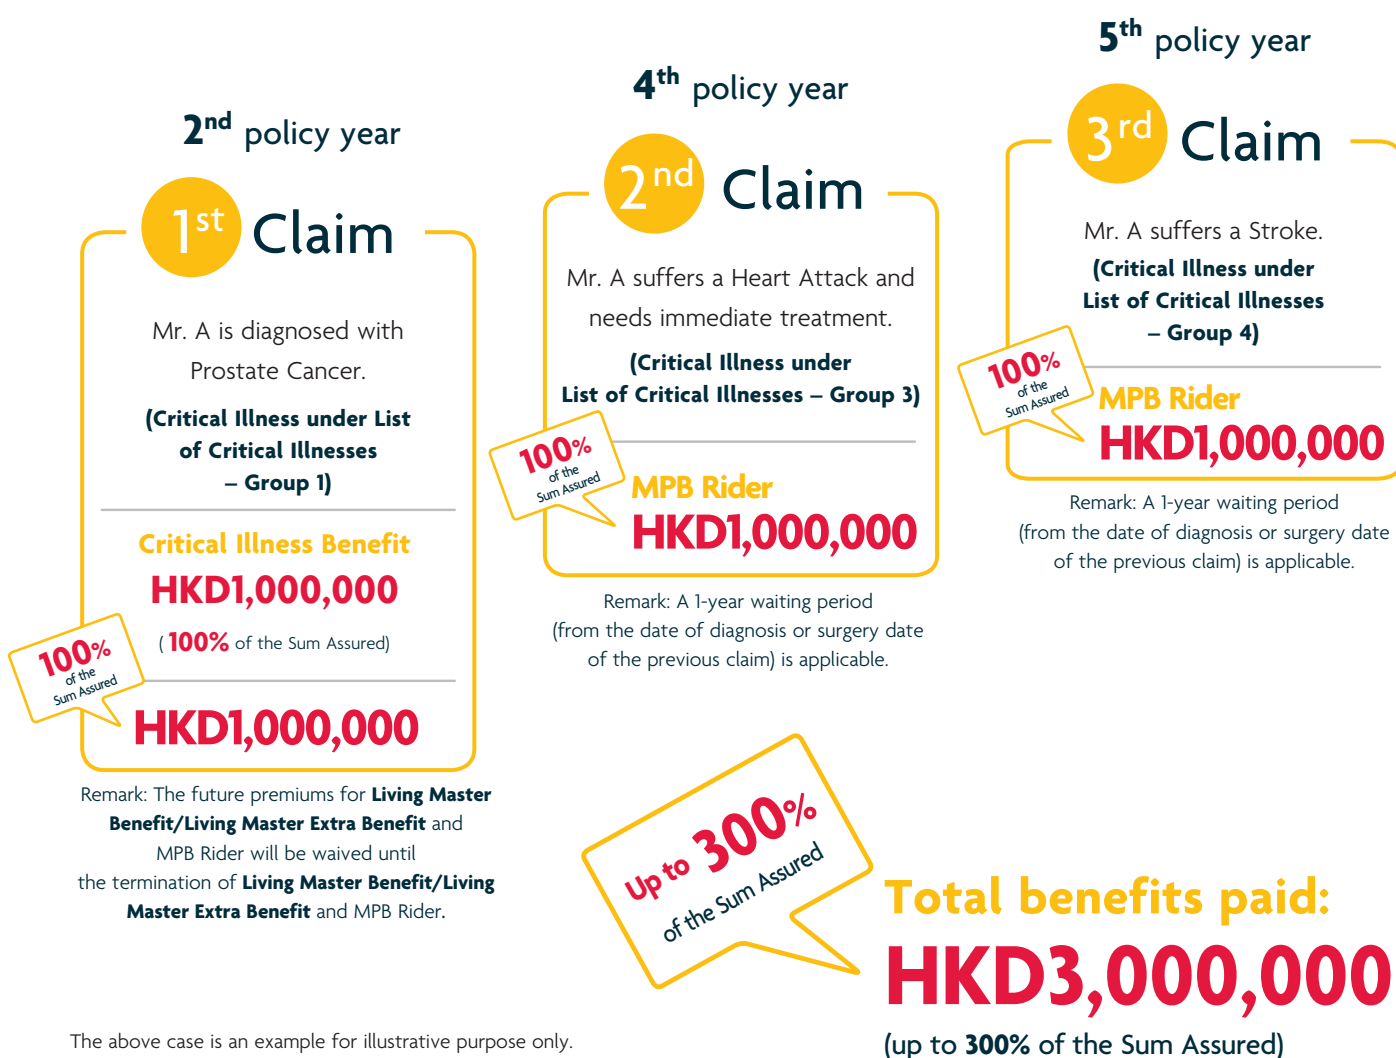 2nd policy year
1st Claim
Mr. A is diagnosed with
Prostate Cancer.
(Critical Illness under List
of Critical Illnesses
– Group 1)
Critical Illness Benefit
HKD1,000,000
( 100% of the Sum Assured)
100%
of the
Sum Assured
HKD1,000,000
Remark: The future premiums for Living Master
Benefit/Living Master Extra Benefit and
MPB Rider will be waived until
the termination of Living Master Benefit/Living
Master Extra Benefit and MPB Rider.
4th policy year
2nd Claim
Mr. A suffers a Heart Attack and
needs immediate treatment.
(Critical Illness under
List of Critical Illnesses – Group 3)
100%
of the
Sum Assured
MPB Rider
HKD1,000,000
Remark: A 1-year waiting period
(from the date of diagnosis or surgery date
of the previous claim) is applicable.
5th policy year
3rd Claim
Mr. A suffers a Stroke.
(Critical Illness under
List of Critical Illnesses
– Group 4)
100%
of the
Sum Assured
MPB Rider
HKD1,000,000
Remark: A 1-year waiting period
(from the date of diagnosis or surgery date
of the previous claim) is applicable.
Up to 300%
of the Sum Assured
Total benefits paid:
HKD3,000,000
(up to 300% of the Sum Assured)
The above case is an example for illustrative purpose only.